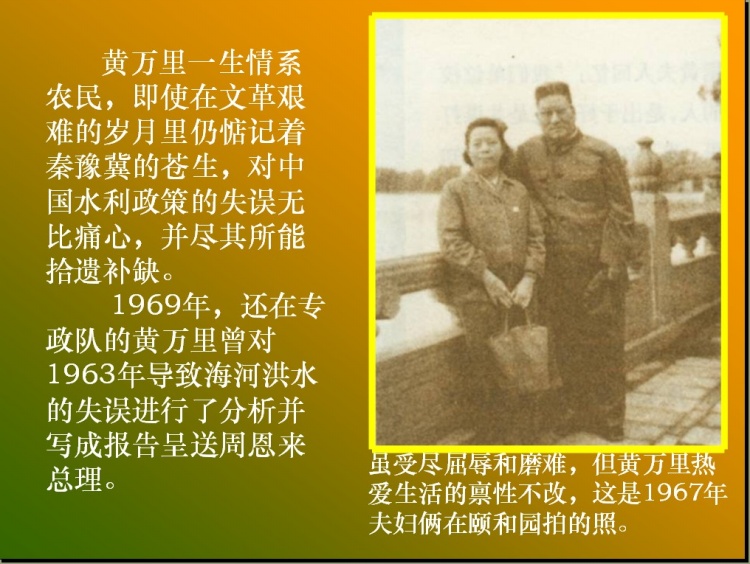 黄万里一生情系
农民，即使在文革艰
难的岁月里仍惦记着
秦豫冀的苍生，对中
国水利政策的失误无
比痛心，并尽其所能
拾遗补缺。
1969年，还在专
政队的黄万里曾对
1963年导致海河洪水
的失误进行了分析并
写成报告呈送周恩来
总理。
虽受尽屈辱和磨难，但黄万里热
爱生活的禀性不改，这是1967年
夫妇俩在颐和园拍的照。